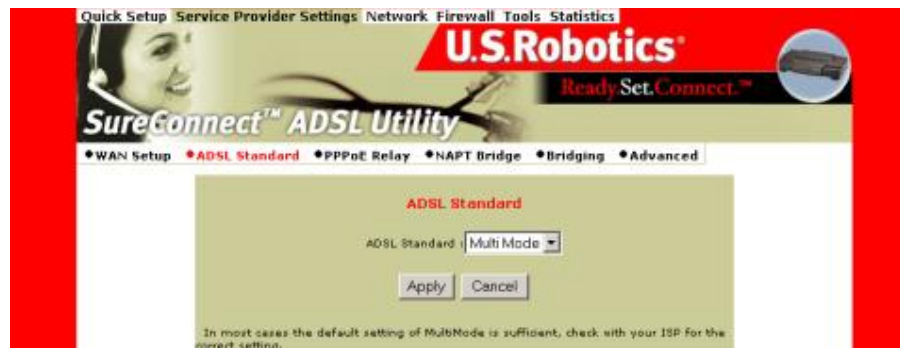 Quick Setup Service Provider Settings Network Firewall Tools Statistics
U.S.Robotics
Ready.Set.Connect.™
SureConnect™ ADSL Utility
◆WAN Setup ◆ADSL Standard ◆PPPoE Relay ◆NAPT Bridge ◆Bridging ◆Advanced
ADSL Standard
ADSL Standard : Multi Mode
Apply Cancel
In most cases the default setting of MultiMode is sufficient, check with your ISP for the
correct setting.